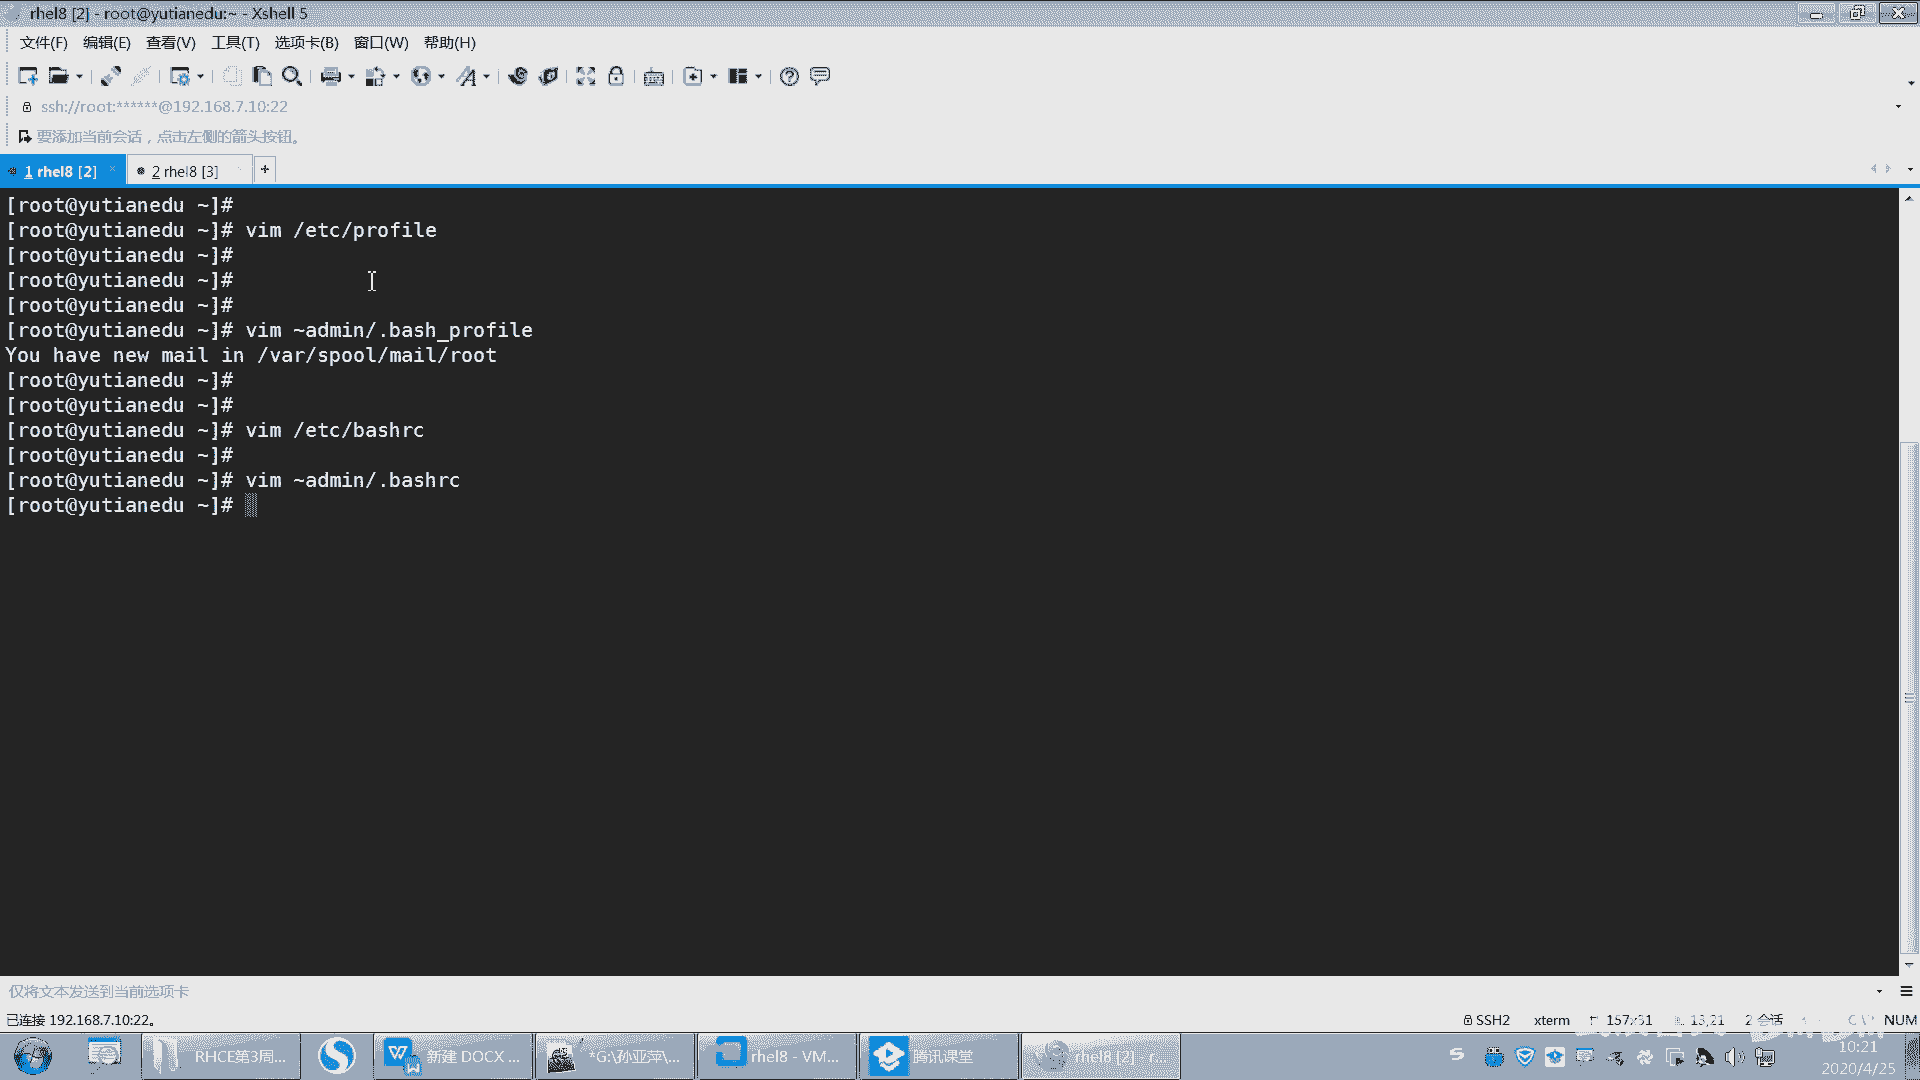 rhel8 [2] - root@yutianedu:~ - Xshell 5
文件(F) 编辑(E) 查看(V) 工具(T) 选项卡(B) 窗口(W) 帮助(H)
ssh://root:******@192.168.7.10:22
要添加当前会话，点击左侧的箭头按钮。
1 rhel8 [2] 2 rhel8 [3]
[root@yutianedu ~]#
[root@yutianedu ~]# vim /etc/profile
[root@yutianedu ~]#
[root@yutianedu ~]#
[root@yutianedu ~]#
[root@yutianedu ~]# vim ~admin/.bash_profile
You have new mail in /var/spool/mail/root
[root@yutianedu ~]#
[root@yutianedu ~]#
[root@yutianedu ~]# vim /etc/bashrc
[root@yutianedu ~]#
[root@yutianedu ~]# vim ~admin/.bashrc
[root@yutianedu ~]#
仅将文本发送到当前选项卡
已连接 192.168.7.10:22。 SSH2 xterm 157x31 13,21 2 会话 NUM
RHCE第3周... 新建 DOCX ... *G:\孙亚萍\... rhel8 - VM... 腾讯课堂 rhel8 [2] - r... 10:21
2020/4/25